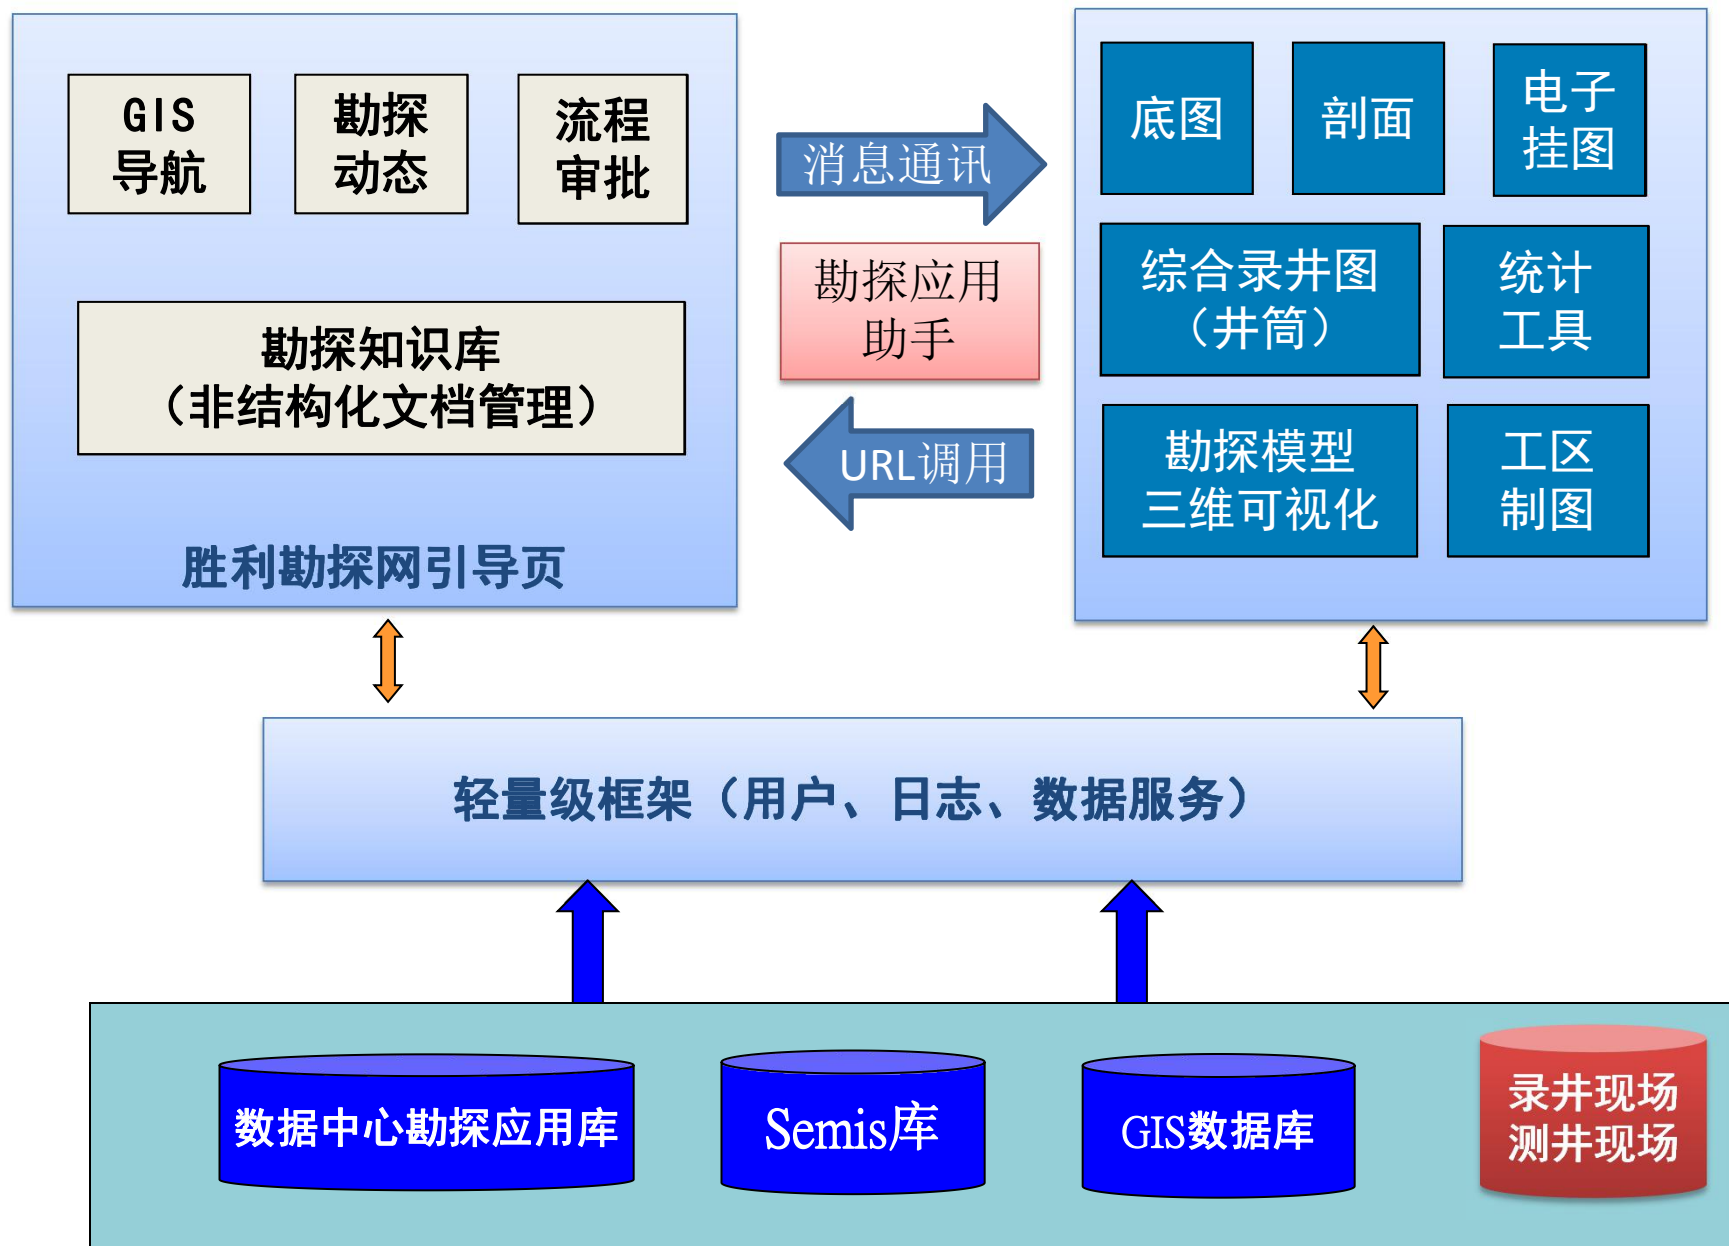 GIS
导航
勘探
动态
流程
审批
勘探知识库
（非结构化文档管理）
胜利勘探网引导页
消息通讯
勘探应用
助手
URL调用
底图
剖面
电子
挂图
综合录井图
（井筒）
统计
工具
勘探模型
三维可视化
工区
制图
轻量级框架（用户、日志、数据服务）
数据中心勘探应用库
Semis库
GIS数据库
录井现场
测井现场